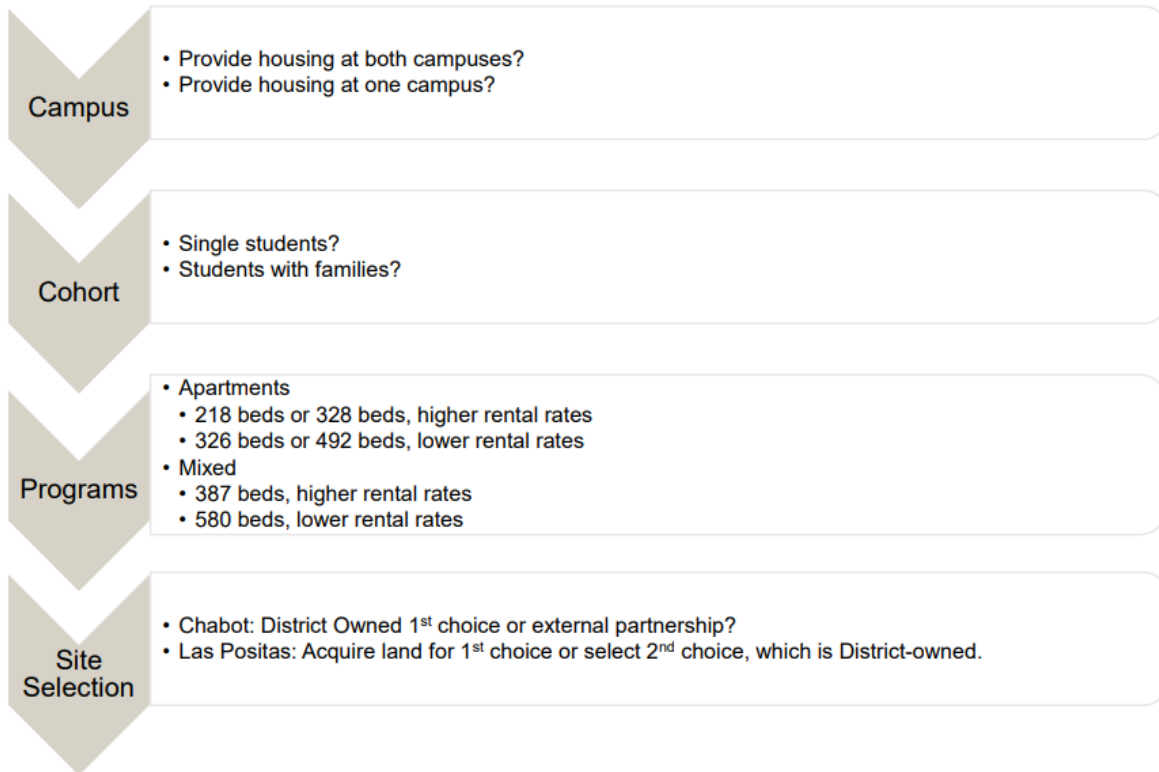 Campus
• Provide housing at both campuses?
• Provide housing at one campus?
Cohort
• Single students?
• Students with families?
Programs
• Apartments
• 218 beds or 328 beds, higher rental rates
• 326 beds or 492 beds, lower rental rates
• Mixed
• 387 beds, higher rental rates
• 580 beds, lower rental rates
Site
Selection
• Chabot: District Owned 1st choice or external partnership?
• Las Positas: Acquire land for 1st choice or select 2nd choice, which is District-owned.